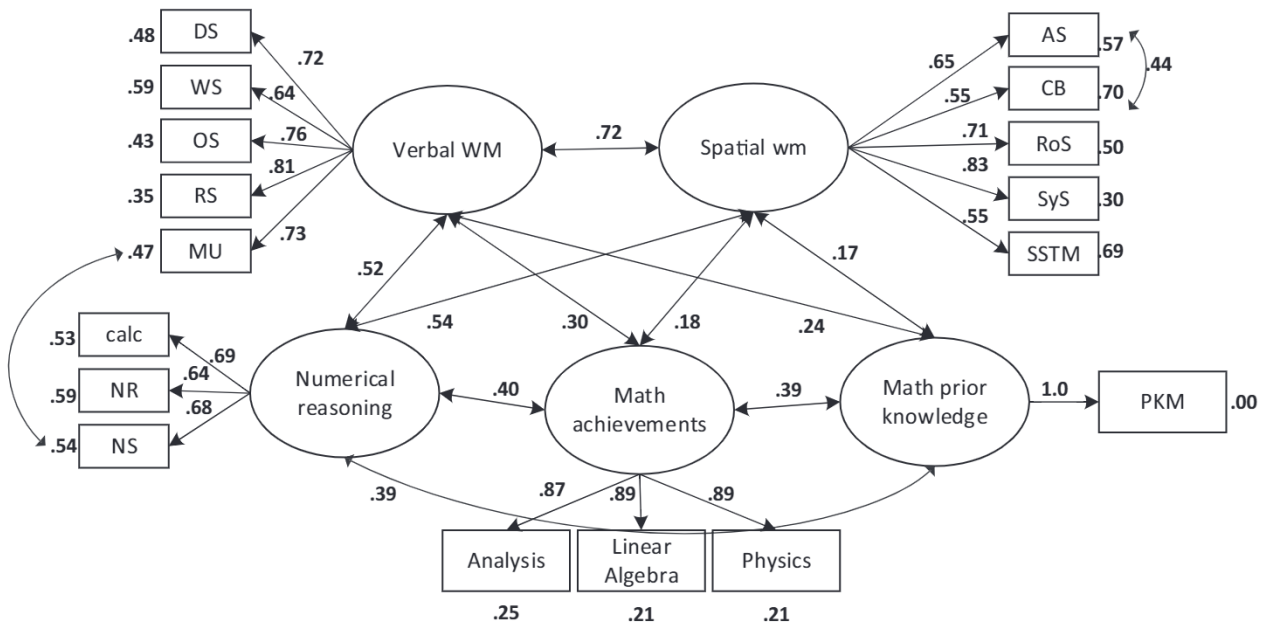 .48 DS
.72
.59 WS
.64
.43 OS
.76
.35 RS
.81
.47 MU
.73
Verbal WM
.72
Spatial wm
.65
AS .57
.44
.55
CB .70
.71
RoS .50
.83
SyS .30
.55
SSTM .69
.52
.54
.30
.18
.24
.17
.53 calc
.69
.59 NR
.64
.54 NS
.68
Numerical
reasoning
.40
Math
achievements
.39
Math prior
knowledge
1.0
PKM .00
.39
.87
.89
.89
Analysis
Linear
Algebra
Physics
.25
.21
.21